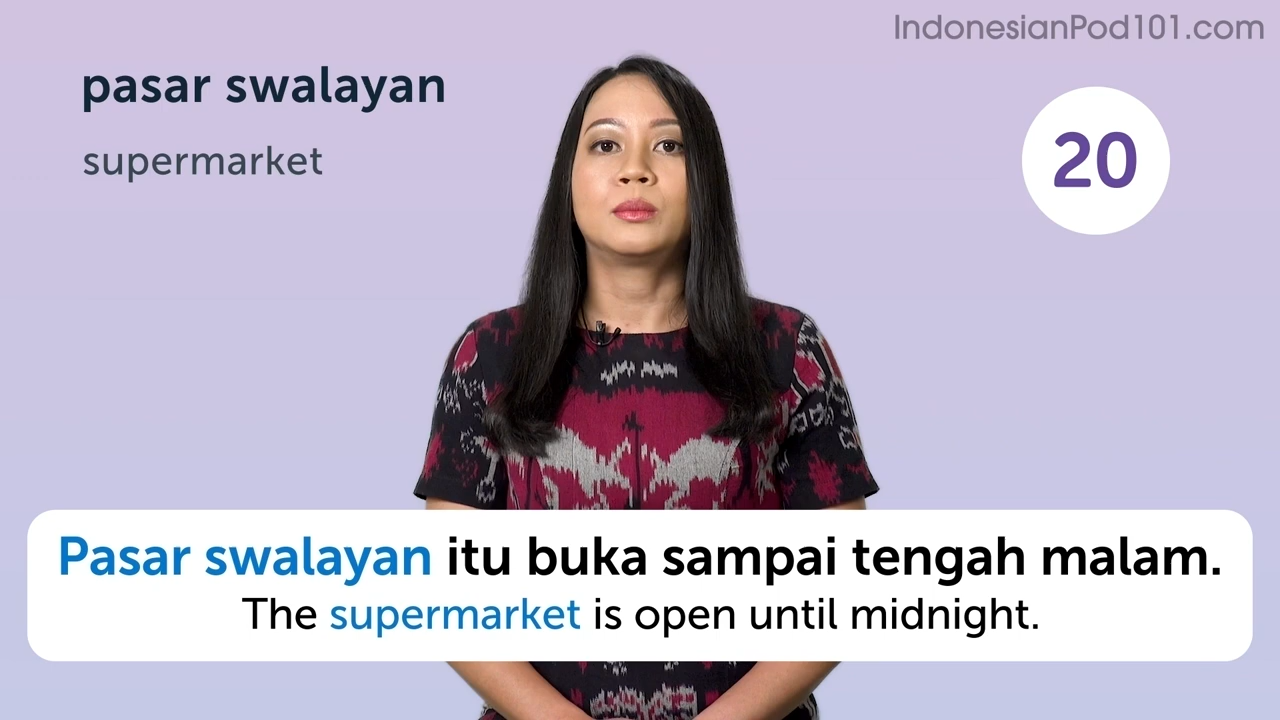 IndonesianPod101.com
pasar swalayan
supermarket
20
Pasar swalayan itu buka sampai tengah malam.
The supermarket is open until midnight.